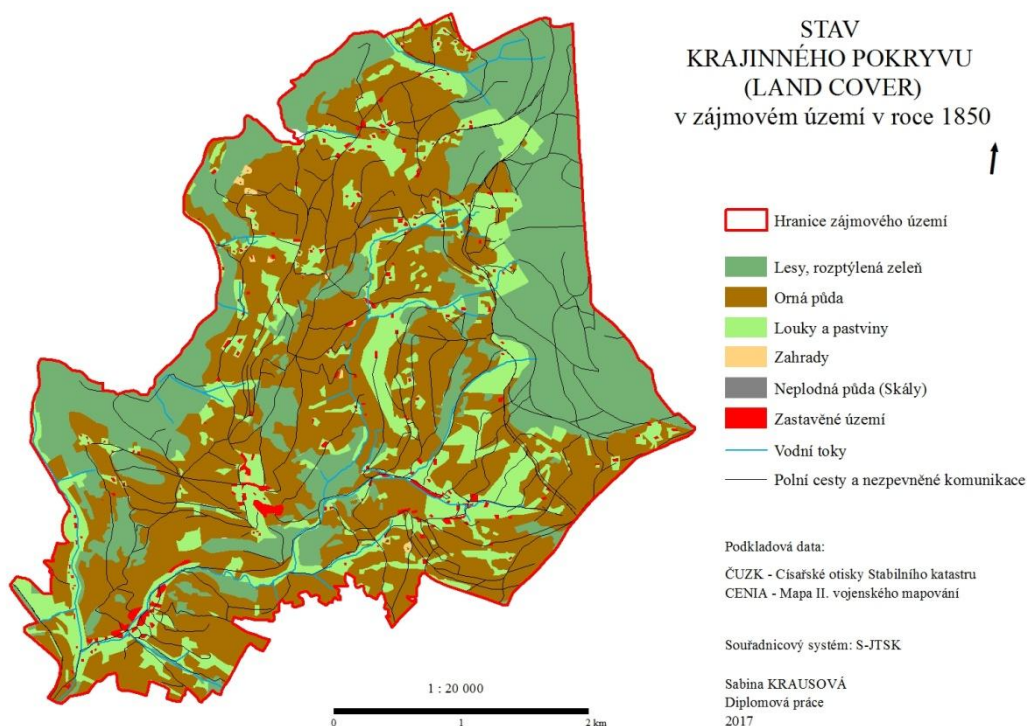 STAV
KRAJINNÉHO POKRYVU
(LAND COVER)
v zájmovém území v roce 1850
Hranice zájmového území
Lesy, rozptýlená zeleň
Orná půda
Louky a pastviny
Zahrady
Neplodná půda (Skály)
Zastavěné území
Vodní toky
Polní cesty a nezpevněné komunikace
Podkladová data:
ČUZK - Císařské otisky Stabilního katastru
CENIA - Mapa II. vojenského mapování
Souřadnicový systém: S-JTSK
Sabina KRAUSOVÁ
Diplomová práce
2017
1 : 20 000
0 1 2 km